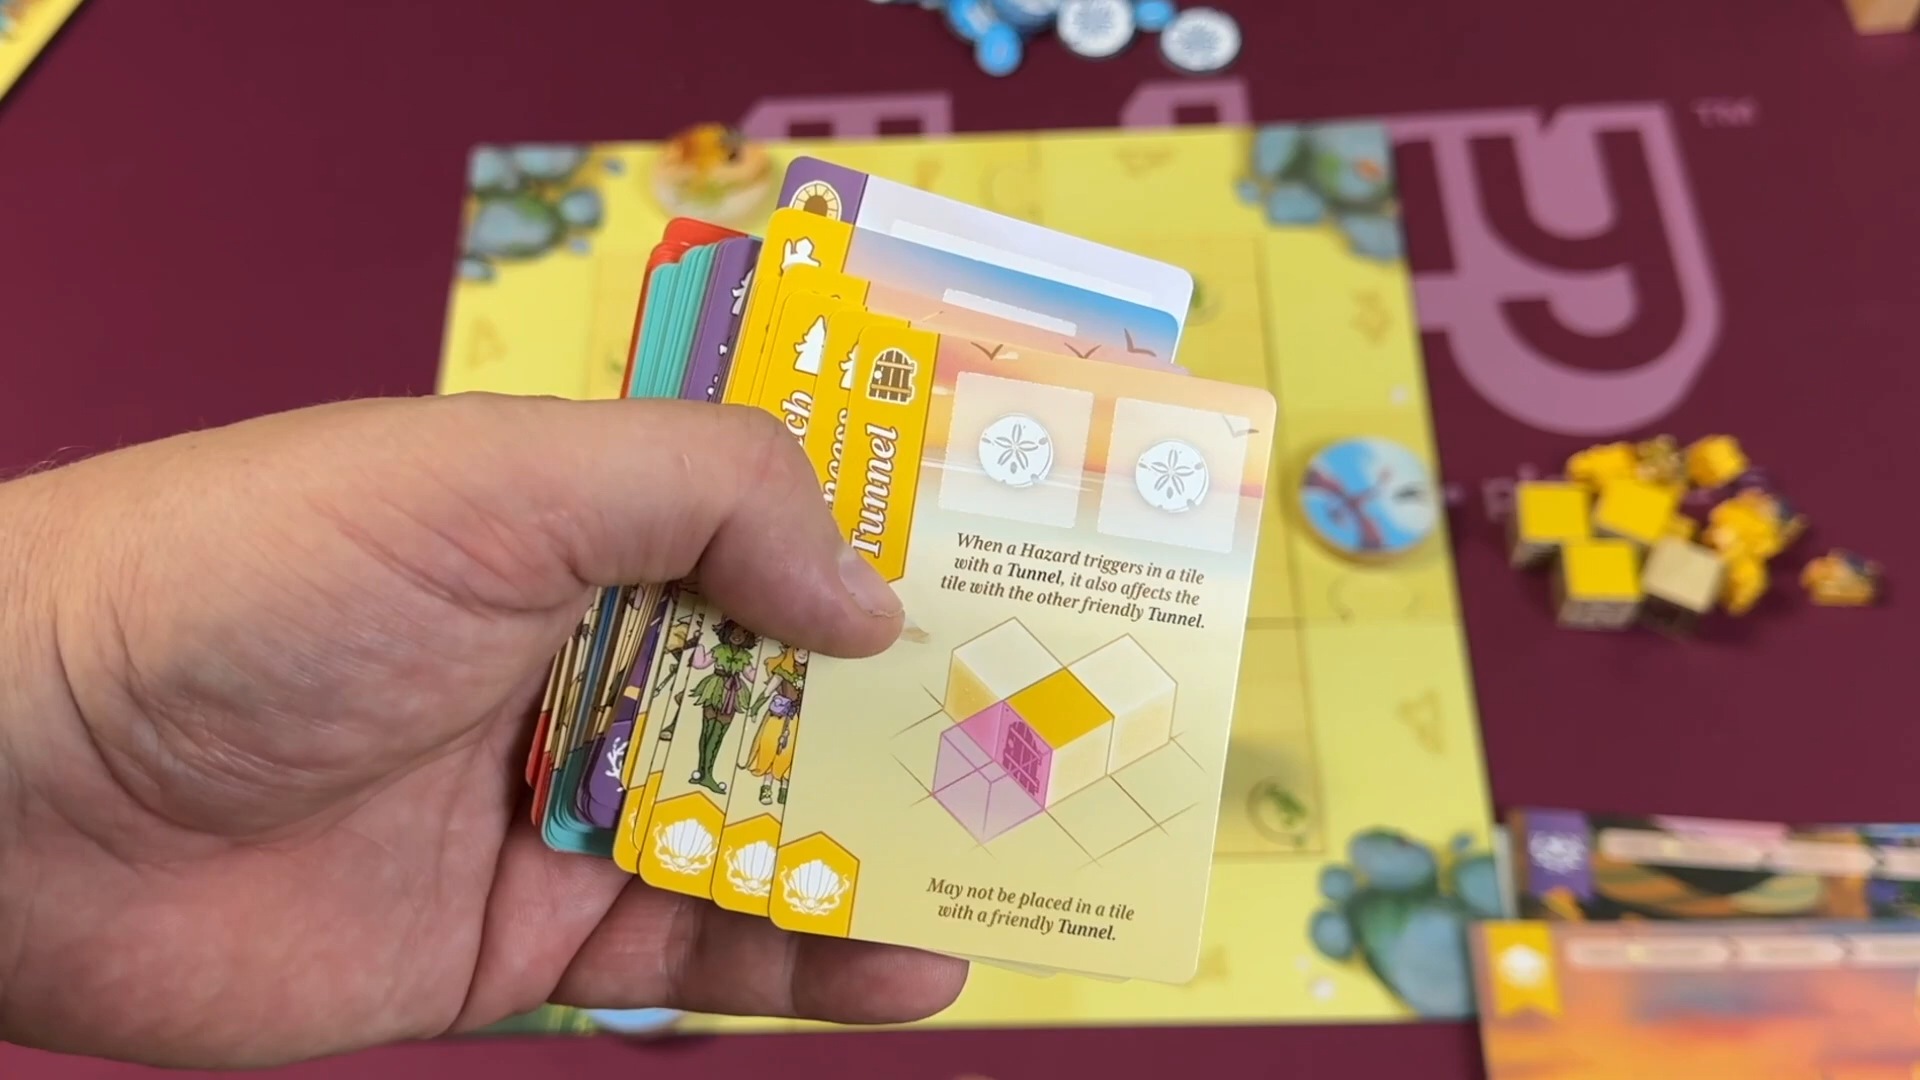 TM
Tunnel
When a Hazard triggers in a tile
with a Tunnel, it also affects the
tile with the other friendly Tunnel.
May not be placed in a tile
with a friendly Tunnel.